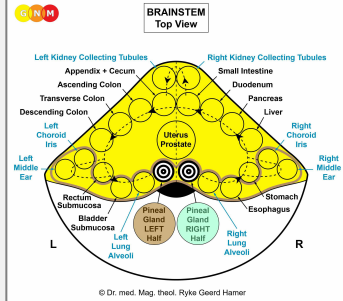 GNM
BRAINSTEM
Top View
Left Kidney Collecting Tubules
Right Kidney Collecting Tubules
Appendix + Cecum
Small Intestine
Ascending Colon
Duodenum
Transverse Colon
Pancreas
Descending Colon
Liver
Left
Choroid
Iris
Uterus
Prostate
Right
Choroid
Iris
Left
Middle
Ear
Right
Middle
Ear
Rectum
Submucosa
Stomach
Bladder
Submucosa
Esophagus
Pineal
Gland
LEFT
Half
Pineal
Gland
RIGHT
Half
Left
Lung
Alveoli
Right
Lung
Alveoli
L
R
© Dr. med. Mag. theol. Ryke Geerd Hamer